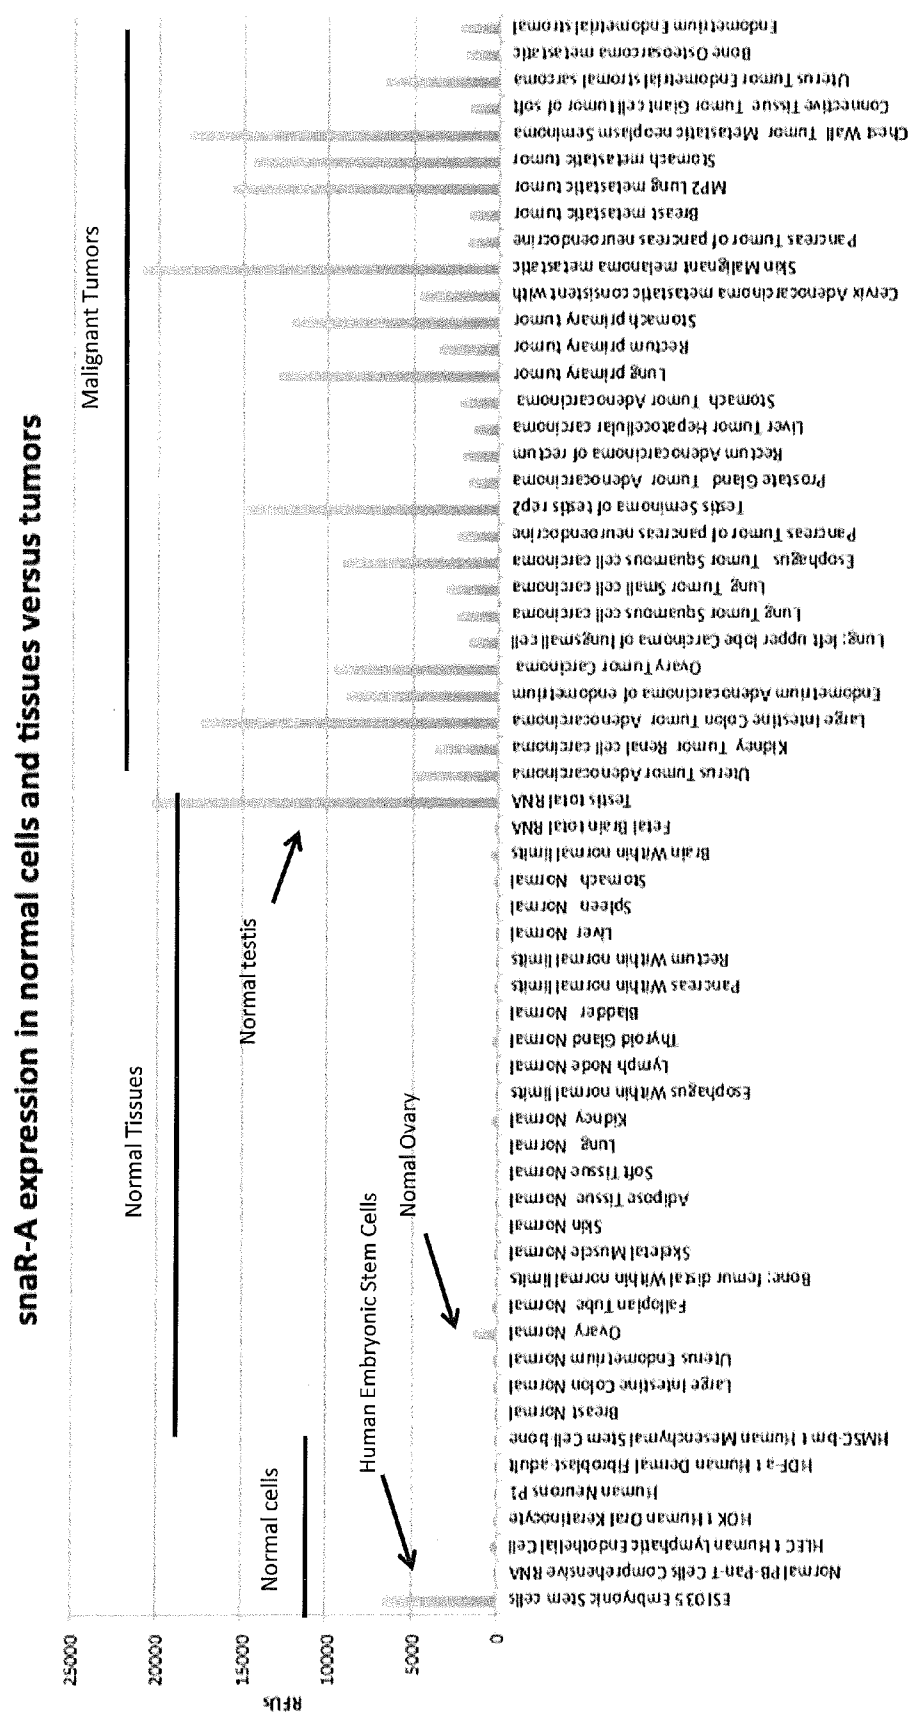 snaR-A expression in normal cells and tissues versus tumors
Malignant Tumors
Normal Tissues
Normal cells
Normal testis
Nomal Ovary
Human Embryonic Stem Cells
RFUs
25000
20000
15000
10000
5000
0
ESI 035 Embryonic Stem cells
Normal PB-Pan-T Cells Comprehensive RNA
HLEC t Human Lymphatic Endothelial Cell
HOK t Human Oral Keratinocyte
Human Neurons P1
HDF-a t Human Dermal Fibroblast-adult
HMSC-bm t Human Mesenchymal Stem Cell-bone
Breast Normal
Large Intestine Colon Normal
Uterus Endometrium Normal
Ovary Normal
Fallopian Tube Normal
Bone; femur distal Within normal limits
Skeletal Muscle Normal
Skin Normal
Adipose Tissue Normal
Soft Tissue Normal
Lung Normal
Kidney Normal
Esophagus Within normal limits
Lymph Node Normal
Thyroid Gland Normal
Bladder Normal
Pancreas Within normal limits
Rectum Within normal limits
Liver Normal
Spleen Normal
Stomach Normal
Brain Within normal limits
Fetal Brain total RNA
Testis total RNA
Uterus Tumor Adenocarcinoma
Kidney Tumor Renal cell carcinoma
Large Intestine Colon Tumor Adenocarcinoma
Endometrium Adenocarcinoma of endometrium
Ovary Tumor Carcinoma
Lung; left upper lobe Carcinoma of lung small cell
Lung Tumor Squamous cell carcinoma
Lung Tumor Small cell carcinoma
Esophagus Tumor Squamous cell carcinoma
Pancreas Tumor of pancreas neuroendocrine
Testis Seminoma of testis rep2
Prostate Gland Tumor Adenocarcinoma
Rectum Adenocarcinoma of rectum
Liver Tumor Hepatocellular carcinoma
Stomach Tumor Adenocarcinoma
Lung primary tumor
Rectum primary tumor
Stomach primary tumor
Cervix Adenocarcinoma metastatic consistent with
Skin Malignant melanoma metastatic
Pancreas Tumor of pancreas neuroendocrine
Breast metastatic tumor
MP2 Lung metastatic tumor
Stomach metastatic tumor
Chest Wall Tumor Metastatic neoplasm Seminoma
Connective Tissue Tumor Giant cell tumor of soft
Uterus Tumor Endometrial stromal sarcoma
Bone Osteosarcoma metastatic
Endometrium Endometrial stromal